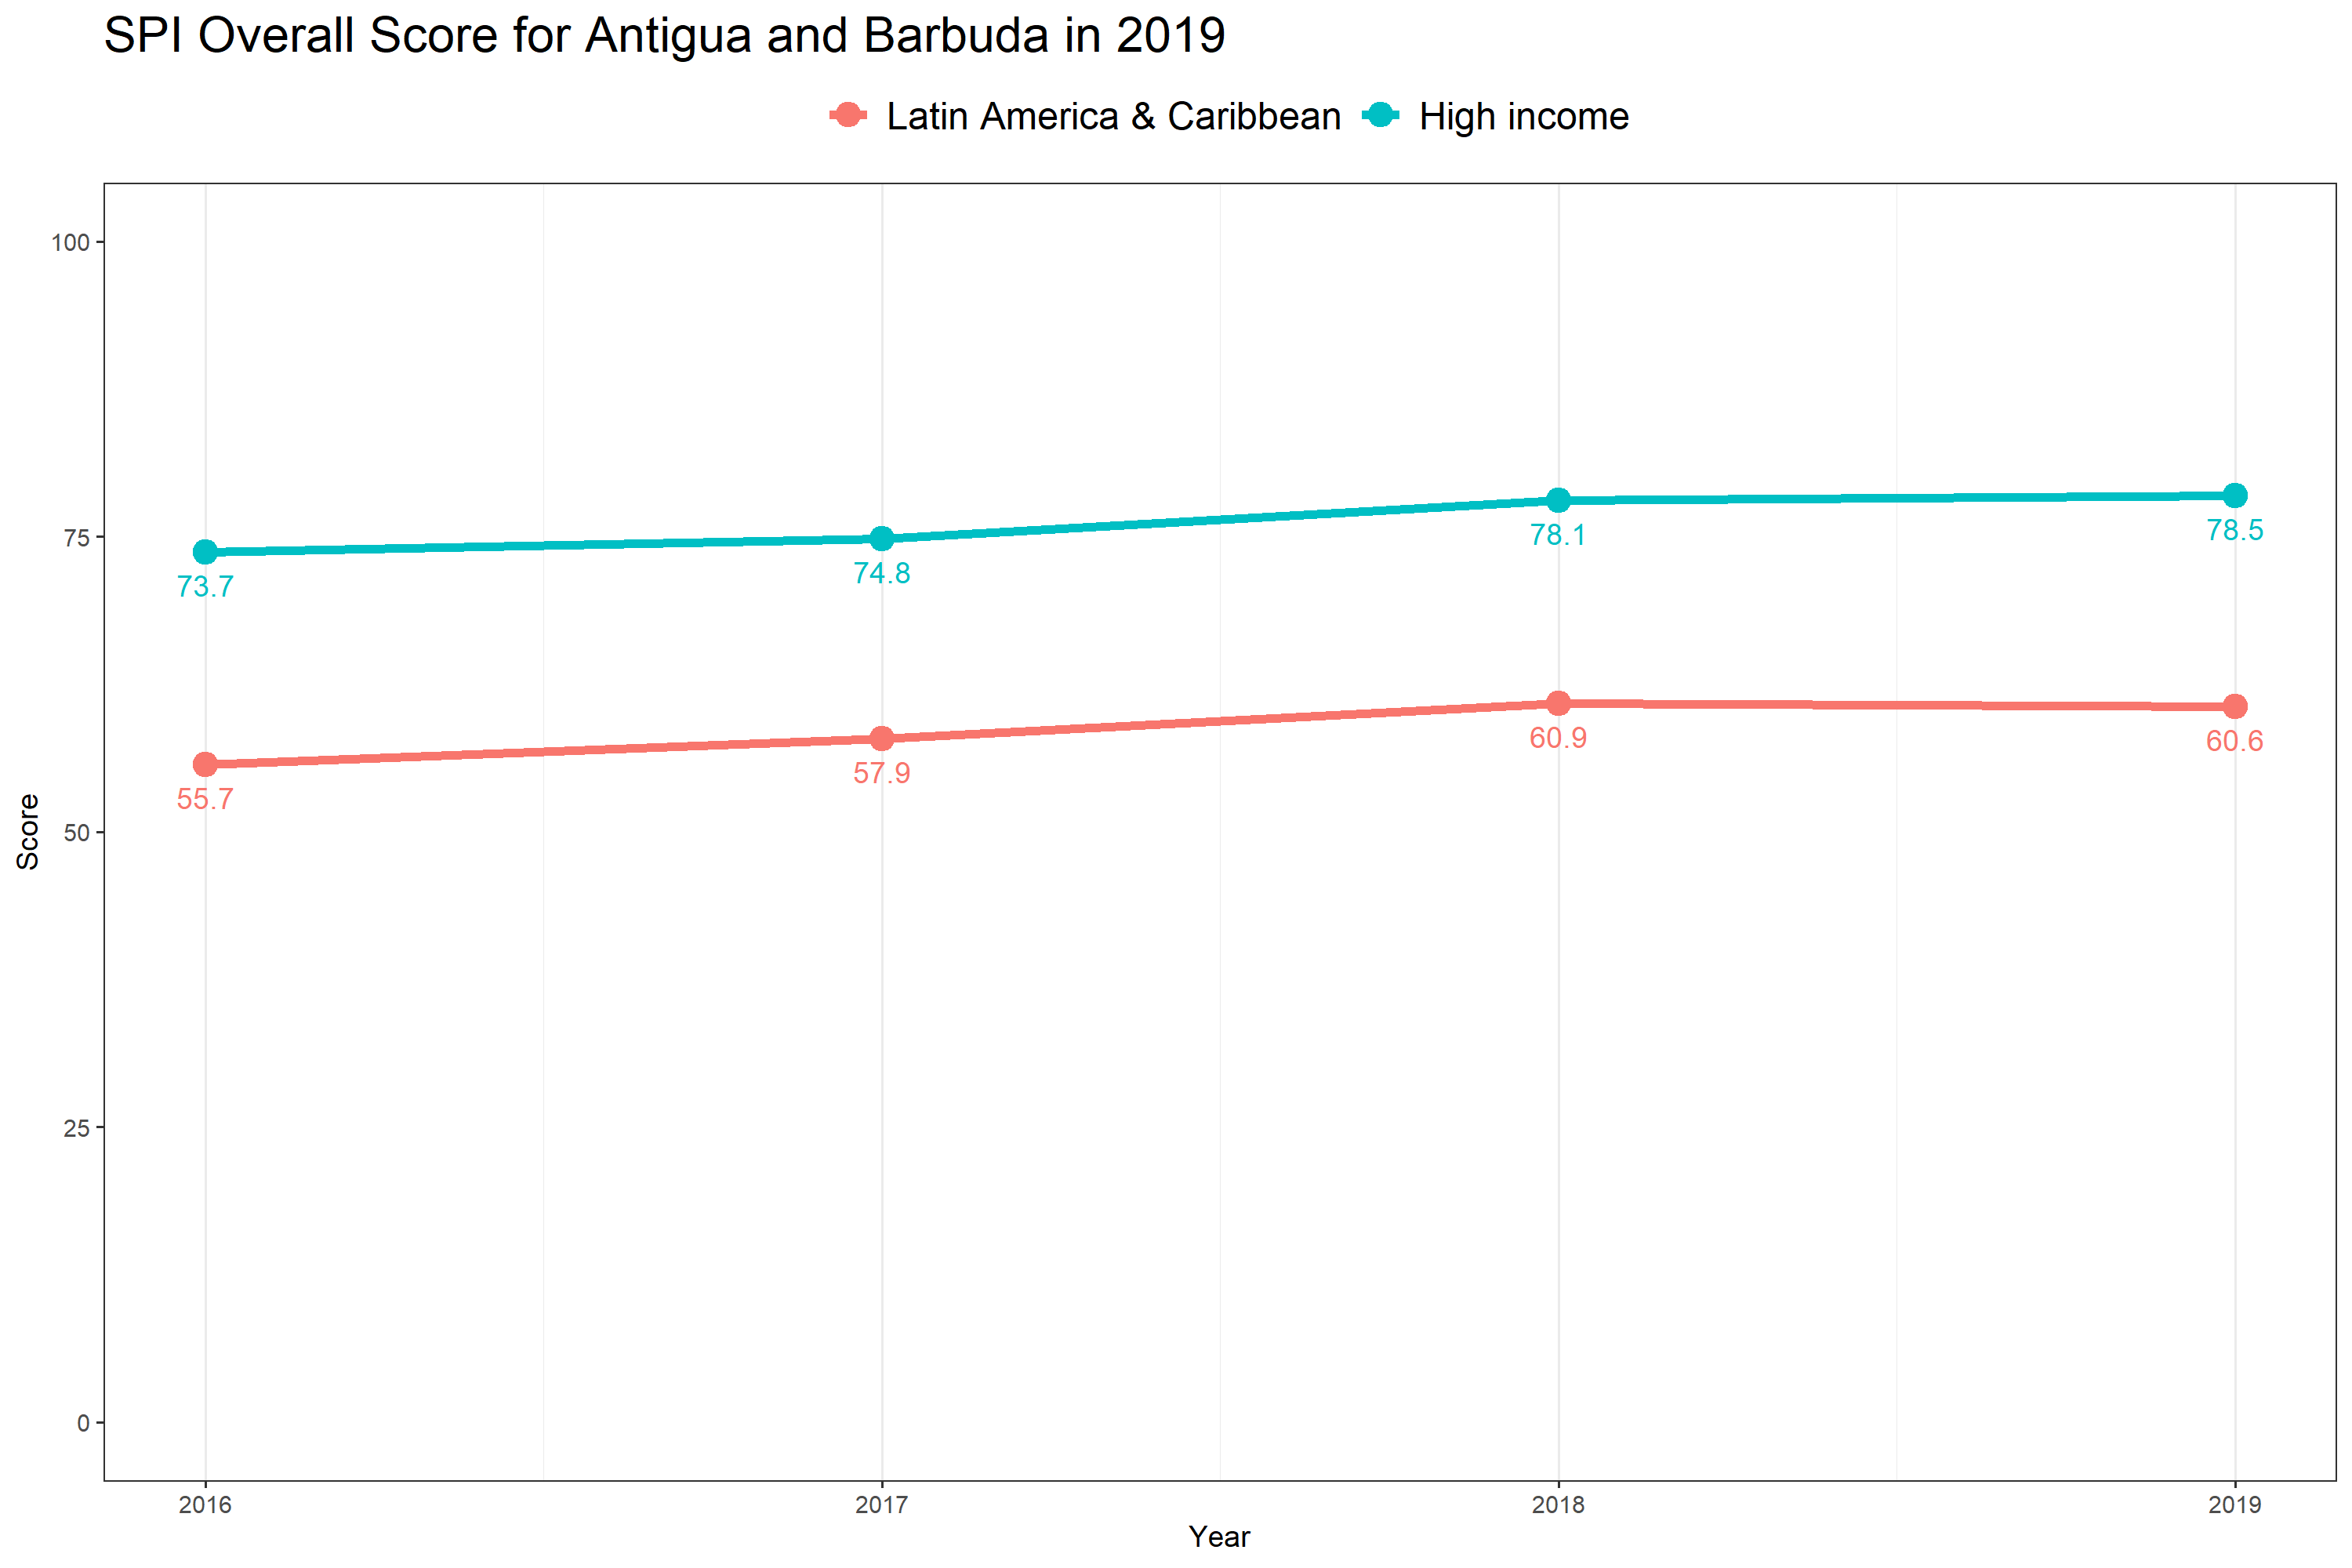 SPI Overall Score for Antigua and Barbuda in 2019
Latin America & Caribbean High income
100
75
50
25
0
Score
73.7
74.8
78.1
78.5
55.7
57.9
60.9
60.6
2016 2017 2018 2019
Year